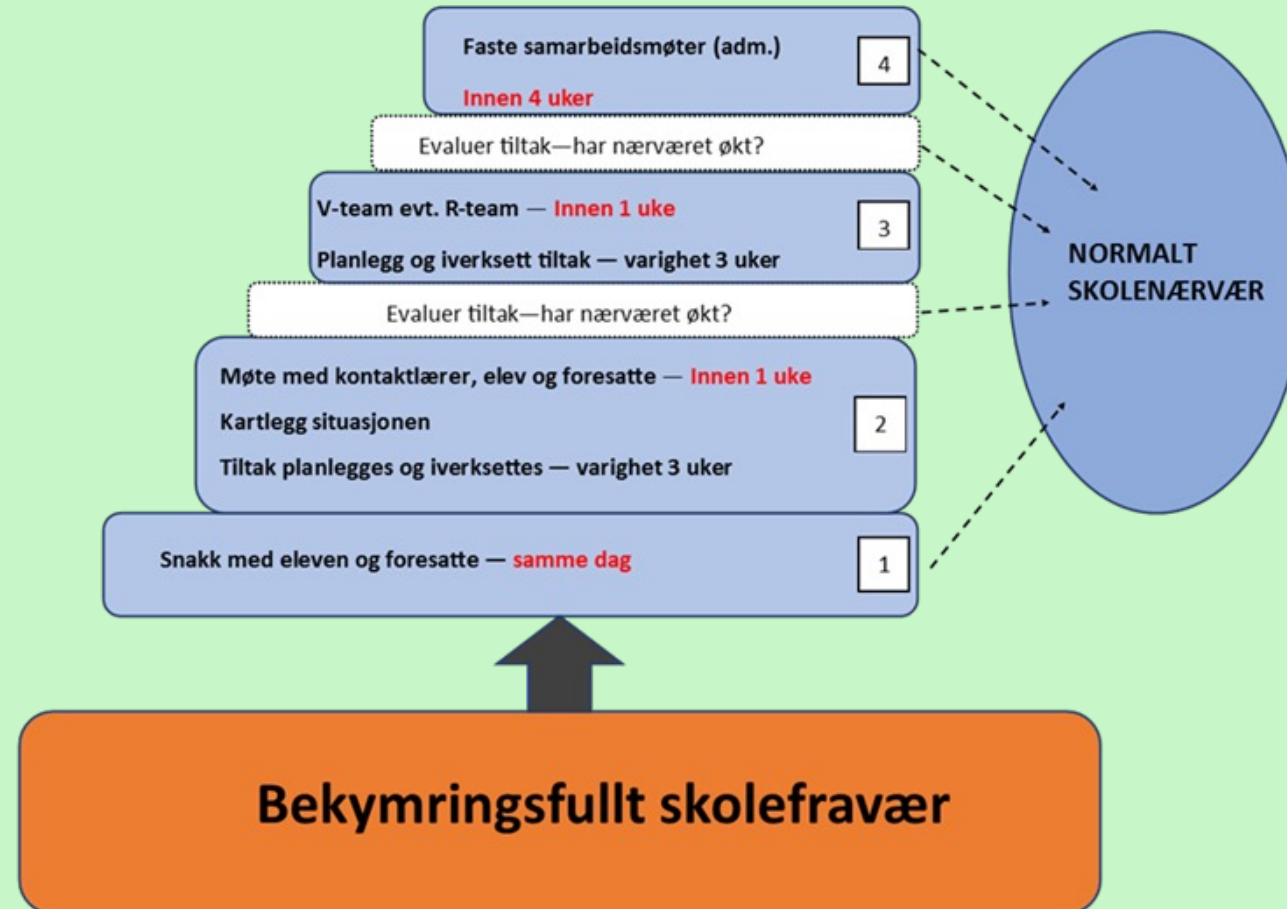 Faste samarbeidsmøter (adm.)
4
Innen 4 uker
Evaluer tiltak—har nærværet økt?
V-team evt. R-team — Innen 1 uke
3
Planlegg og iverksett tiltak — varighet 3 uker
NORMALT
SKOLENÆRVÆR
Evaluer tiltak—har nærværet økt?
Møte med kontaktlærer, elev og foresatte — Innen 1 uke
Kartlegg situasjonen
2
Tiltak planlegges og iverksettes — varighet 3 uker
Snakk med eleven og foresatte — samme dag
1
Bekymringsfullt skolefravær